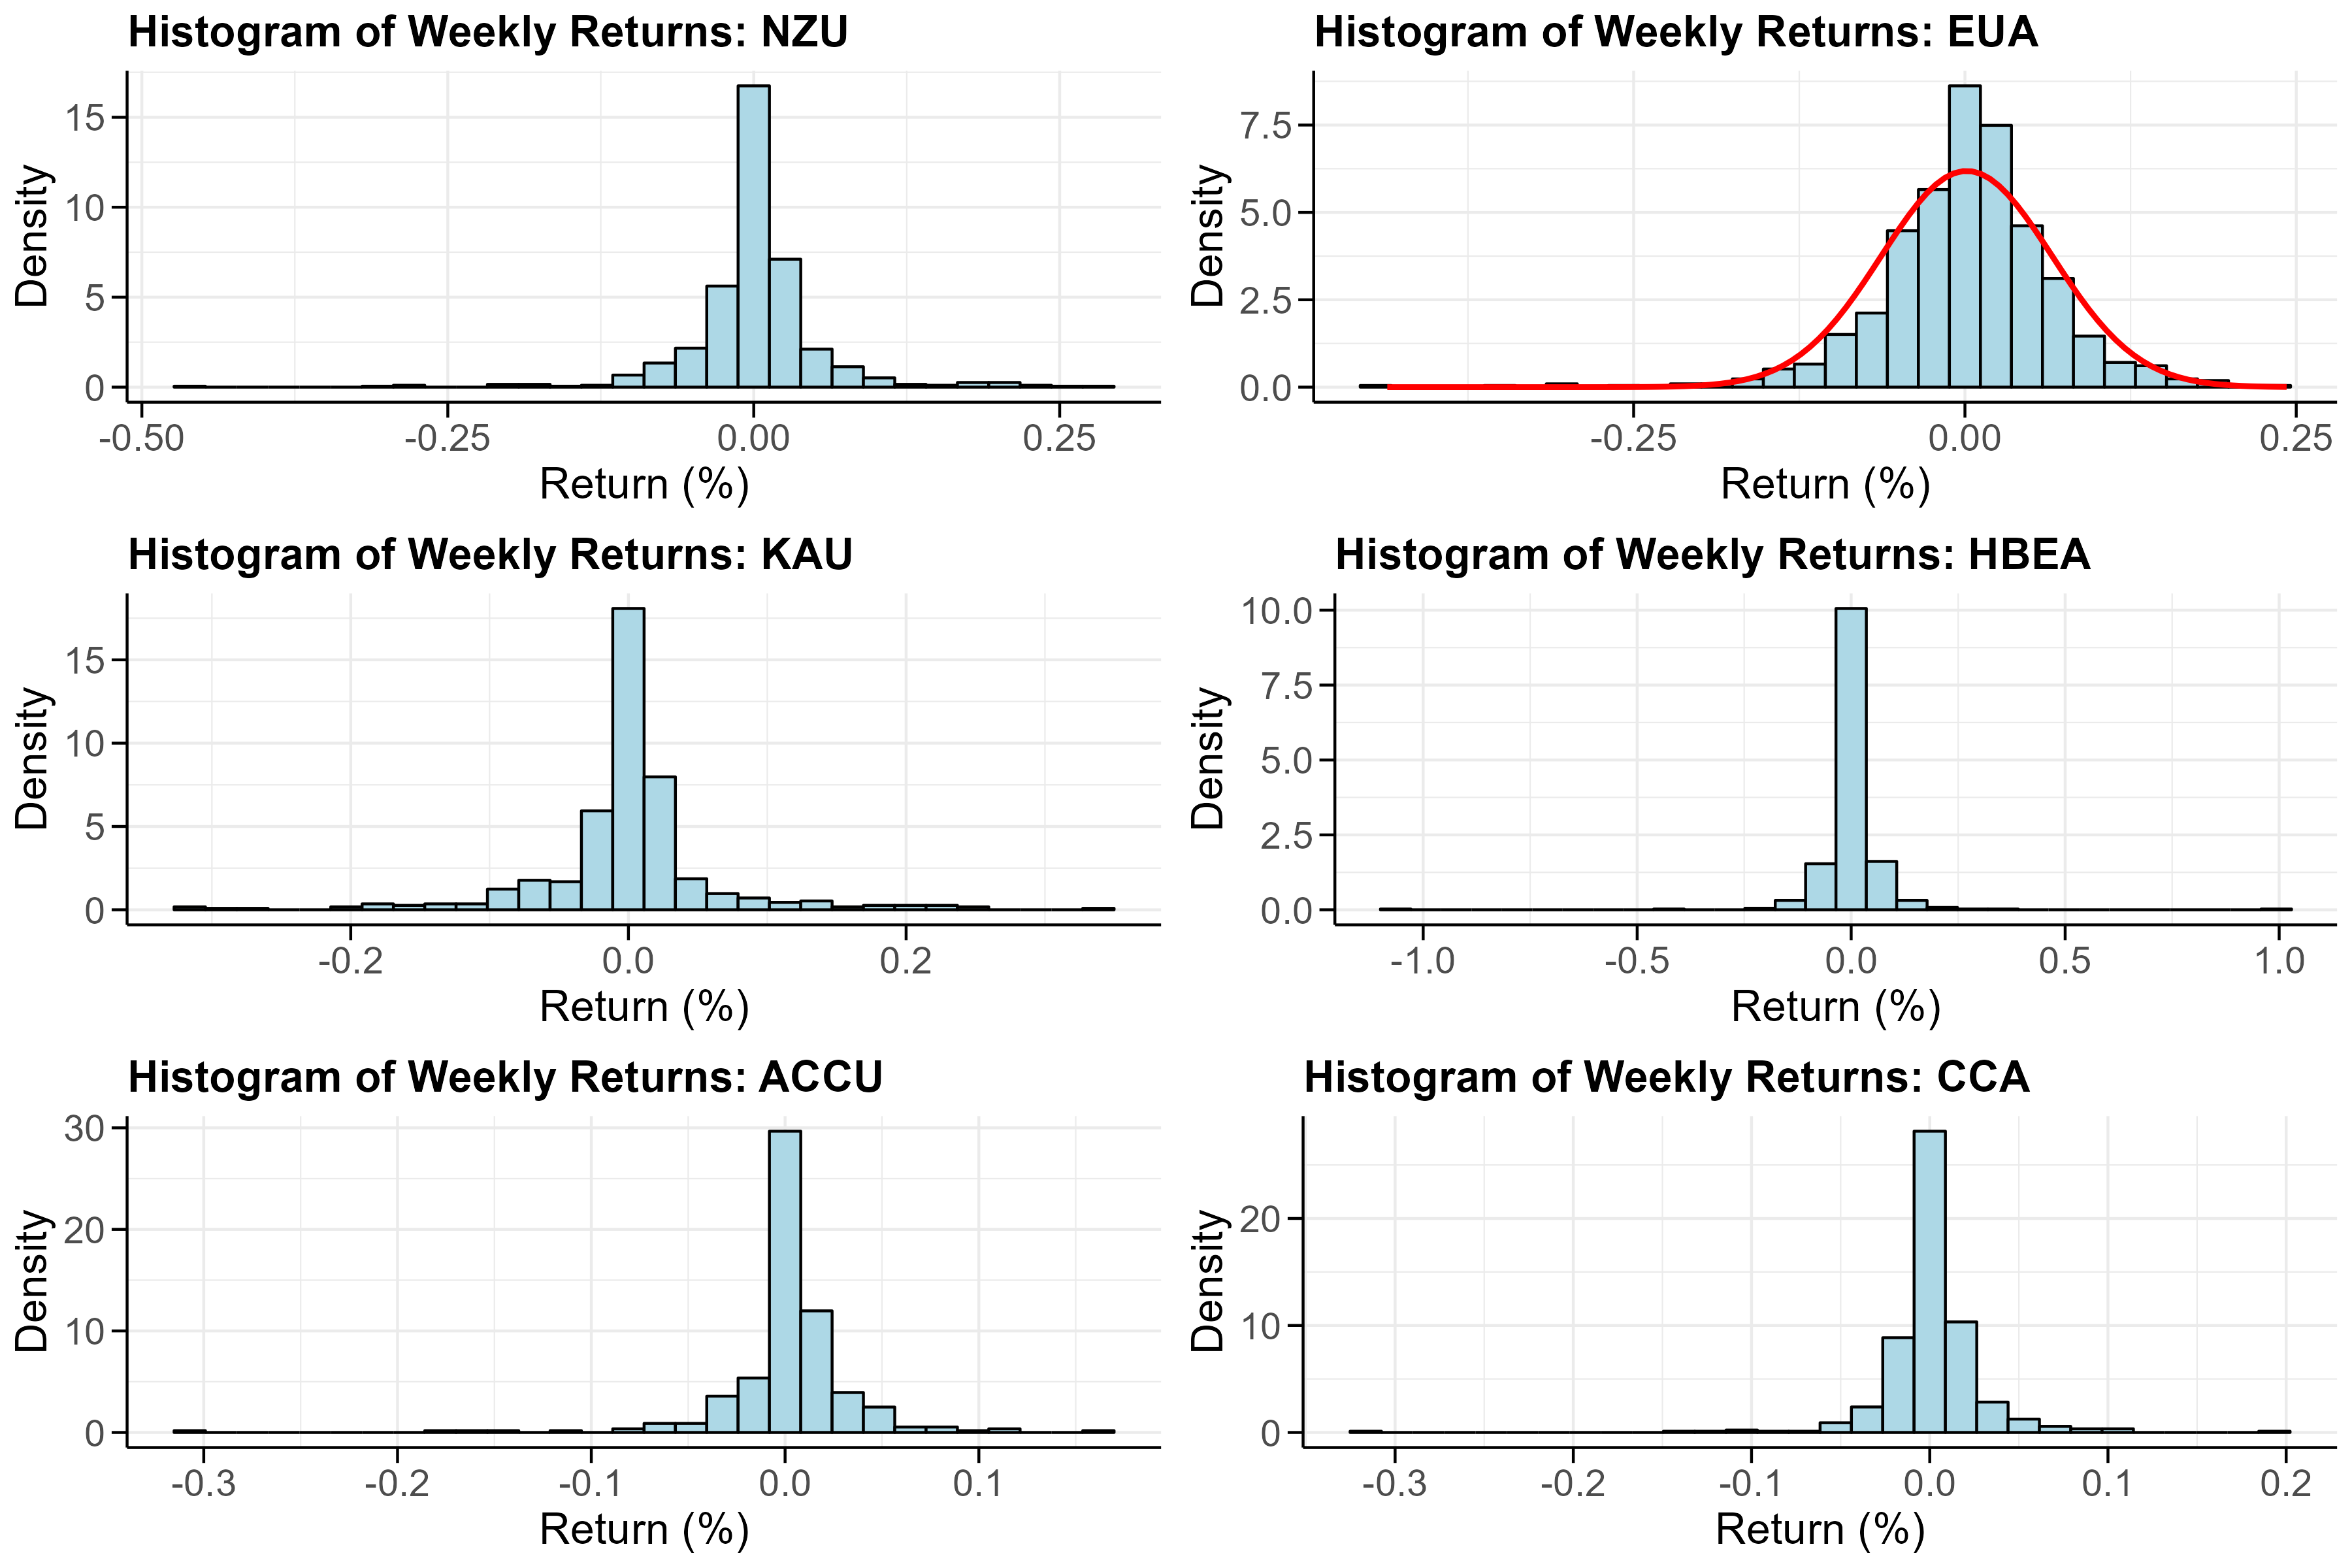 Histogram of Weekly Returns: NZU
Density
15
10
5
0
-0.50 -0.25 0.00 0.25
Return (%)
Histogram of Weekly Returns: EUA
Density
7.5
5.0
2.5
0.0
-0.25 0.00 0.25
Return (%)
Histogram of Weekly Returns: KAU
Density
15
10
5
0
-0.2 0.0 0.2
Return (%)
Histogram of Weekly Returns: HBEA
Density
10.0
7.5
5.0
2.5
0.0
-1.0 -0.5 0.0 0.5 1.0
Return (%)
Histogram of Weekly Returns: ACCU
Density
30
20
10
0
-0.3 -0.2 -0.1 0.0 0.1
Return (%)
Histogram of Weekly Returns: CCA
Density
20
10
0
-0.3 -0.2 -0.1 0.0 0.1 0.2
Return (%)